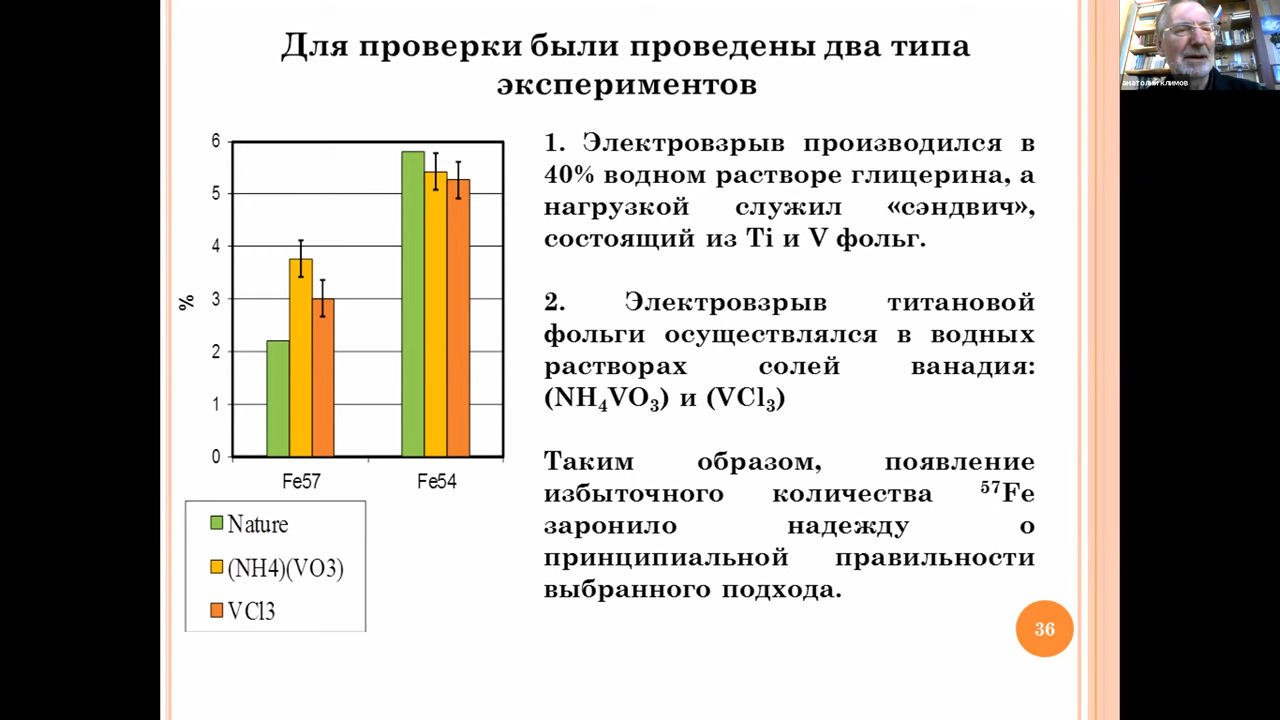 Для проверки были проведены два типа
экспериментов
анатолий климов
6
5
4
3
2
1
0
%
Fe57
Fe54
Nature
(NH4)(VO3)
VCl3
1. Электровзрыв производился в
40% водном растворе глицерина, а
нагрузкой служил «сэндвич»,
состоящий из Ti и V фольг.
2. Электровзрыв титановой
фольги осуществлялся в водных
растворах солей ванадия:
(NH₄VO₃) и (VCl₃)
Таким образом, появление
избыточного количества ⁵⁷Fe
заронило надежду о
принципиальной правильности
выбранного подхода.
36